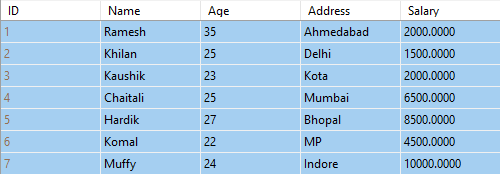 ID Name Age Address Salary
1 Ramesh 35 Ahmedabad 2000.0000
2 Khilan 25 Delhi 1500.0000
3 Kaushik 23 Kota 2000.0000
4 Chaitali 25 Mumbai 6500.0000
5 Hardik 27 Bhopal 8500.0000
6 Komal 22 MP 4500.0000
7 Muffy 24 Indore 10000.0000